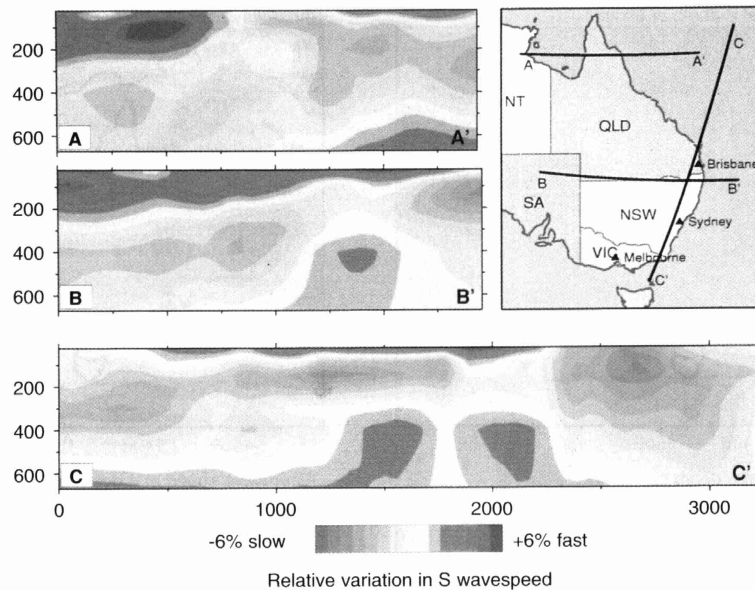 200
400
600
A
A'
200
400
600
B
B'
200
400
600
C
C'
0
1000
2000
3000
-6% slow
+6% fast
Relative variation in S wavespeed
C
A
A'
NT
QLD
Brisbane
B
B'
SA
NSW
Sydney
VIC
Melbourne
C'